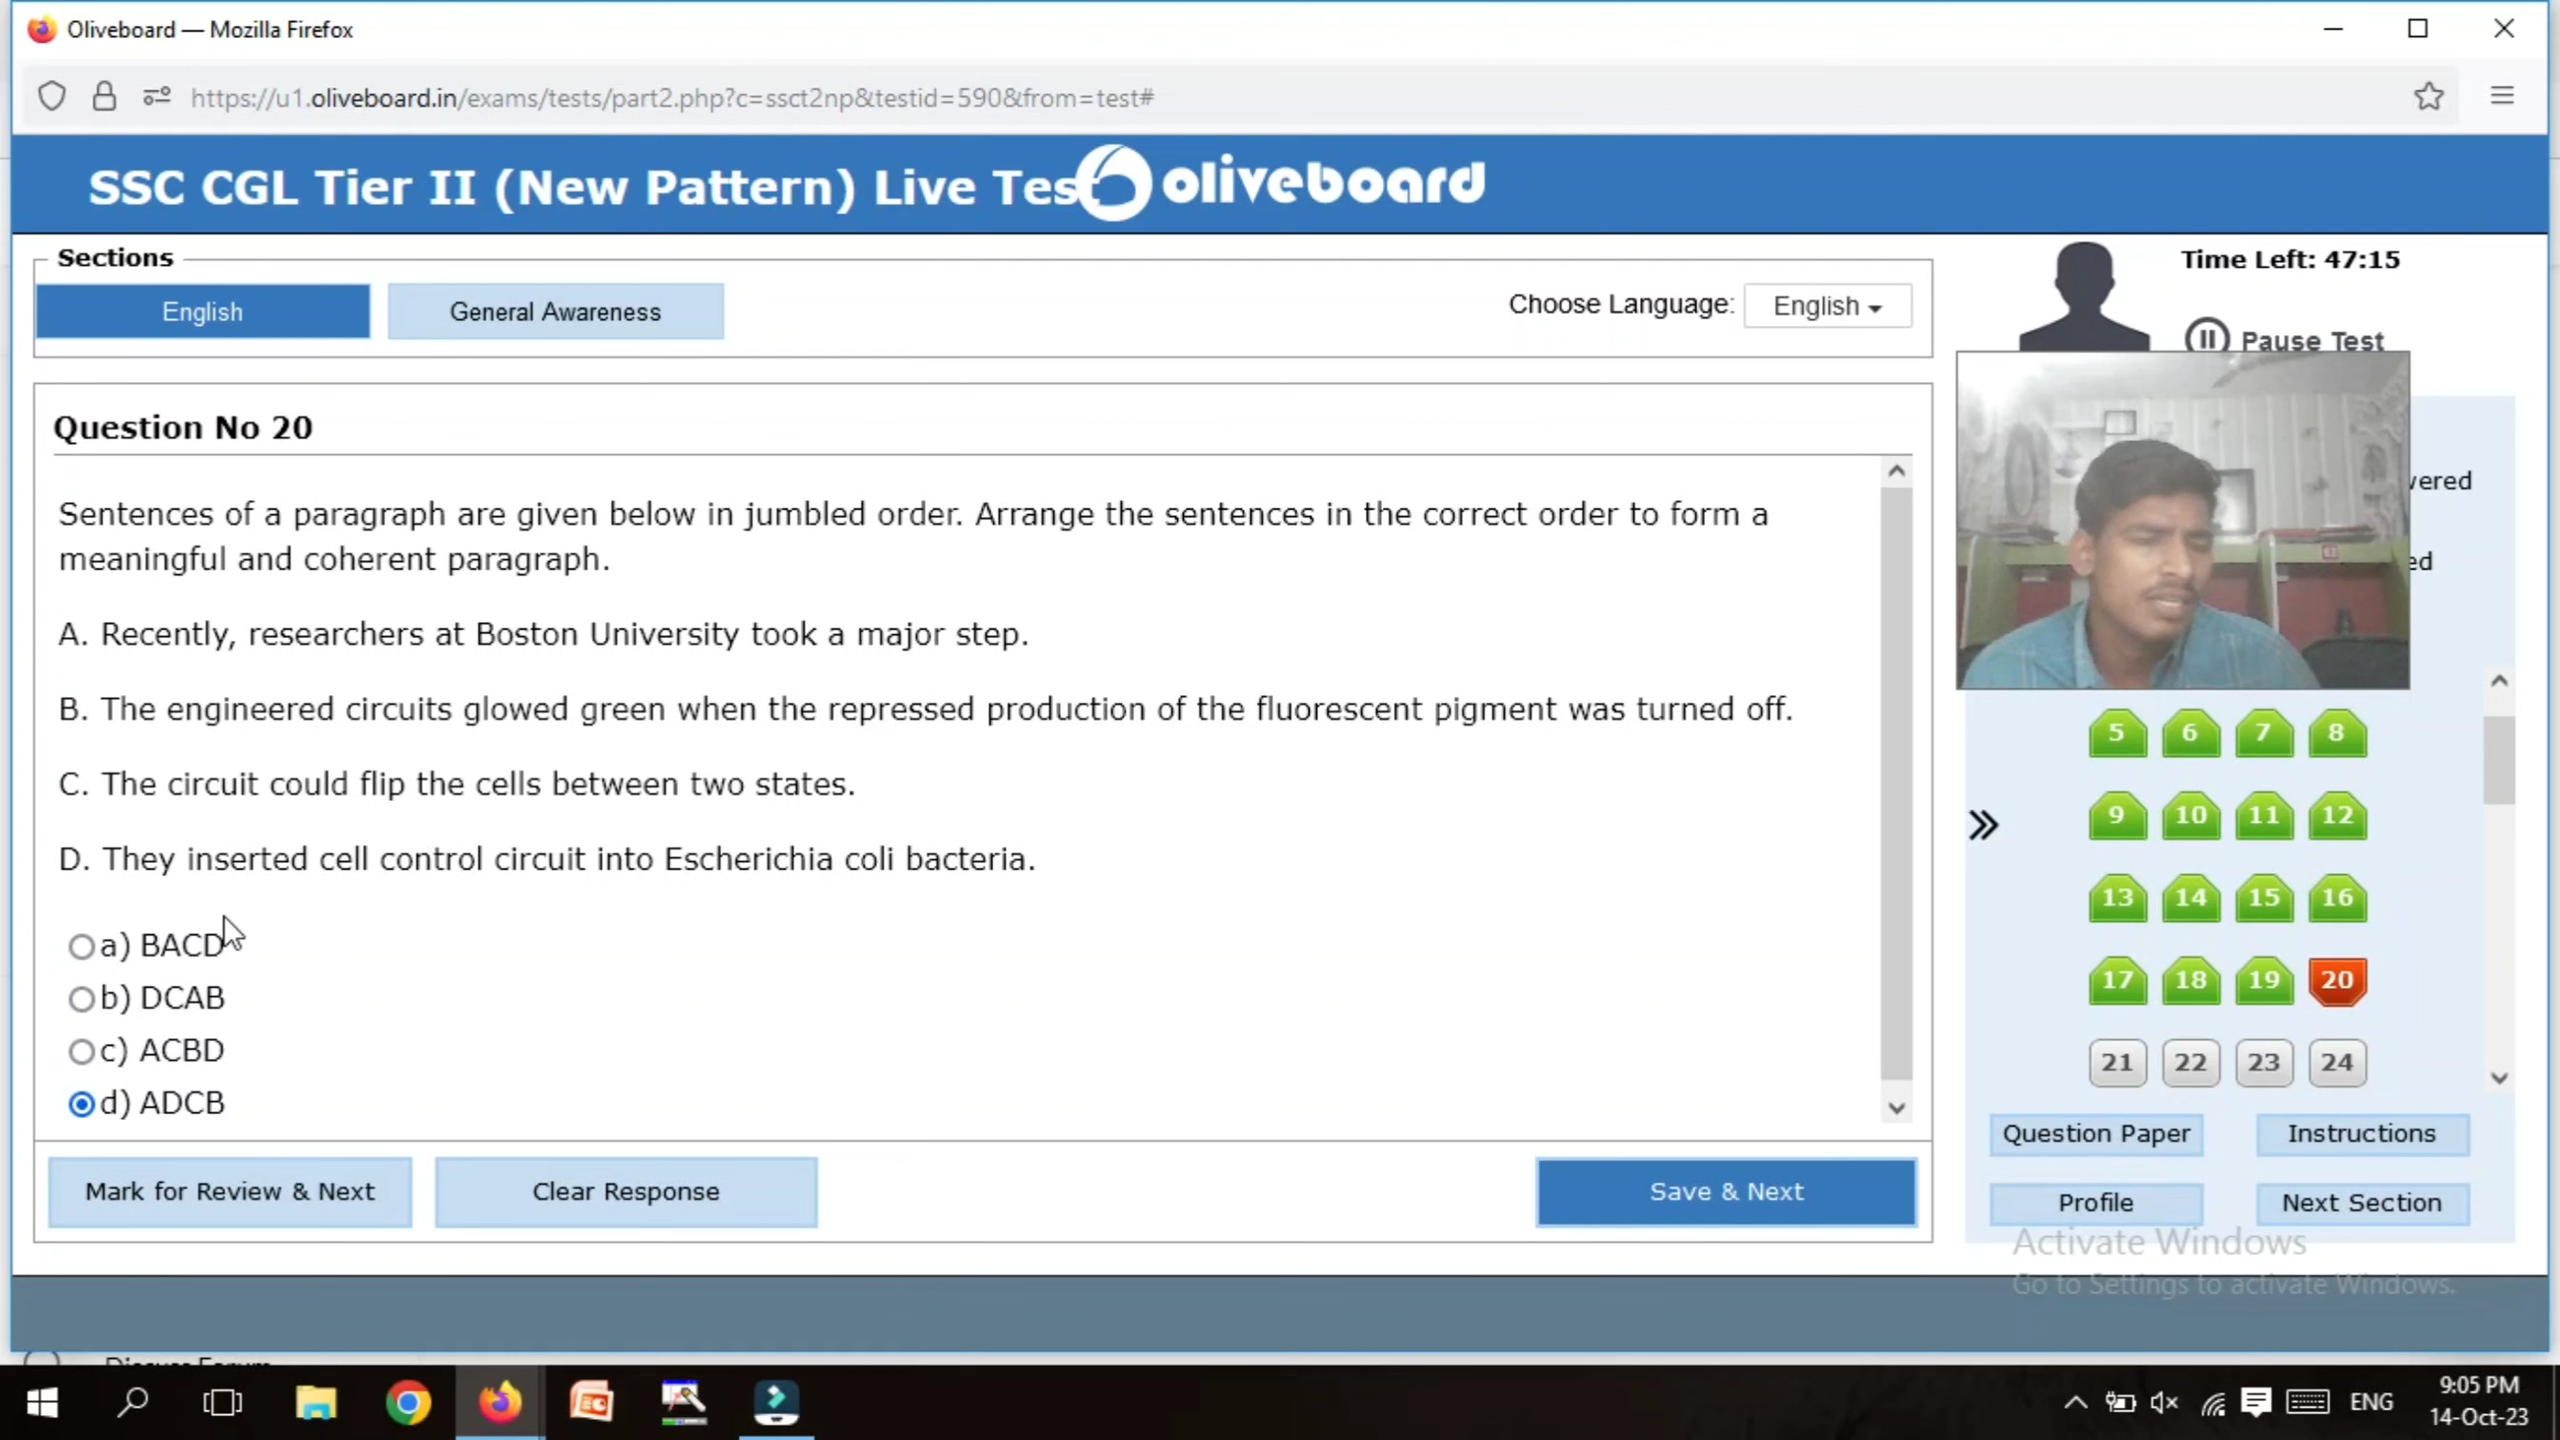 Oliveboard — Mozilla Firefox
https://u1.oliveboard.in/exams/tests/part2.php?c=ssct2np&testid=590&from=test#
SSC CGL Tier II (New Pattern) Live Tes
oliveboard
Sections
English
General Awareness
Choose Language:
English
Time Left: 47:15
Pause Test
Question No 20
Sentences of a paragraph are given below in jumbled order. Arrange the sentences in the correct order to form a
meaningful and coherent paragraph.
A. Recently, researchers at Boston University took a major step.
B. The engineered circuits glowed green when the repressed production of the fluorescent pigment was turned off.
C. The circuit could flip the cells between two states.
D. They inserted cell control circuit into Escherichia coli bacteria.
a) BACD
b) DCAB
c) ACBD
d) ADCB
Mark for Review & Next
Clear Response
Save & Next
vered
ed
5 6 7 8
9 10 11 12
13 14 15 16
17 18 19 20
21 22 23 24
Question Paper
Instructions
Profile
Next Section
Activate Windows
Go to Settings to activate Windows.
ENG
9:05 PM
14-Oct-23